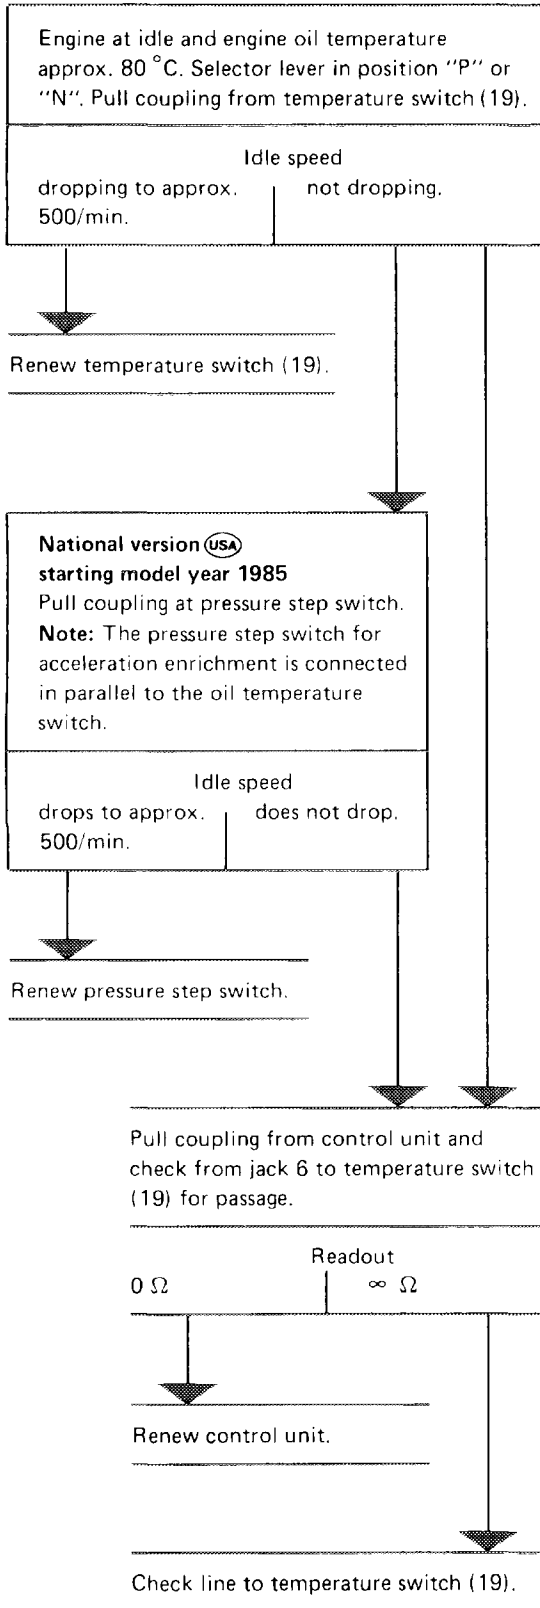 Engine at idle and engine oil temperature
approx. 80 °C. Selector lever in position "P" or
"N". Pull coupling from temperature switch (19).
Idle speed
dropping to approx. not dropping.
500/min.
Renew temperature switch (19).
National version USA
starting model year 1985
Pull coupling at pressure step switch.
Note: The pressure step switch for
acceleration enrichment is connected
in parallel to the oil temperature
switch.
Idle speed
drops to approx. does not drop.
500/min.
Renew pressure step switch.
Pull coupling from control unit and
check from jack 6 to temperature switch
(19) for passage.
Readout
0 Ω ∞ Ω
Renew control unit.
Check line to temperature switch (19).